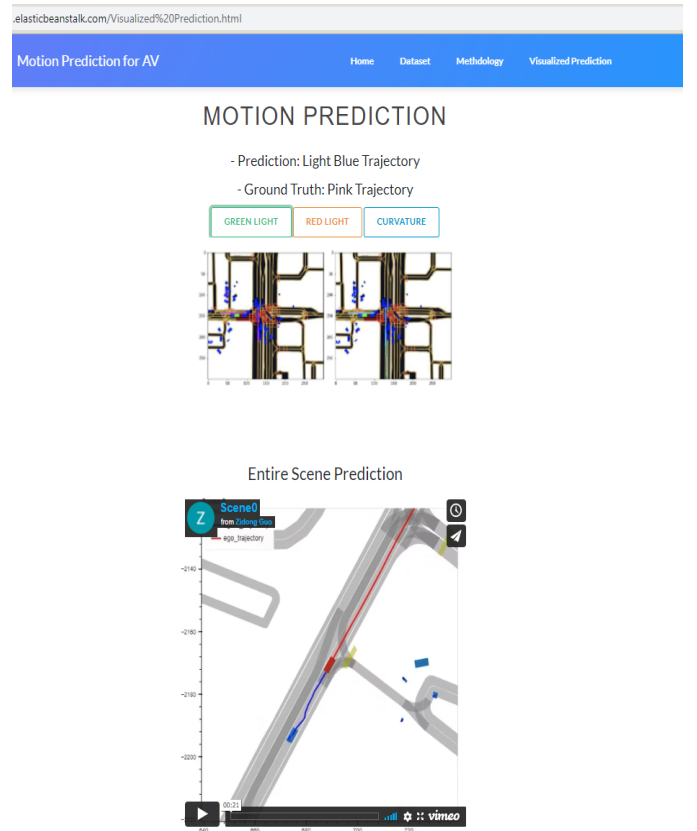 .elasticbeanstalk.com/Visualized%20Prediction.html
Motion Prediction for AV
Home Dataset Methdology Visualized Prediction
MOTION PREDICTION
- Prediction: Light Blue Trajectory
- Ground Truth: Pink Trajectory
GREEN LIGHT RED LIGHT CURVATURE
Entire Scene Prediction
Z
Scene0
from Zidong Guo
ego_trajectory
-2140
-2160
-2180
-2200
00:21
vimeo